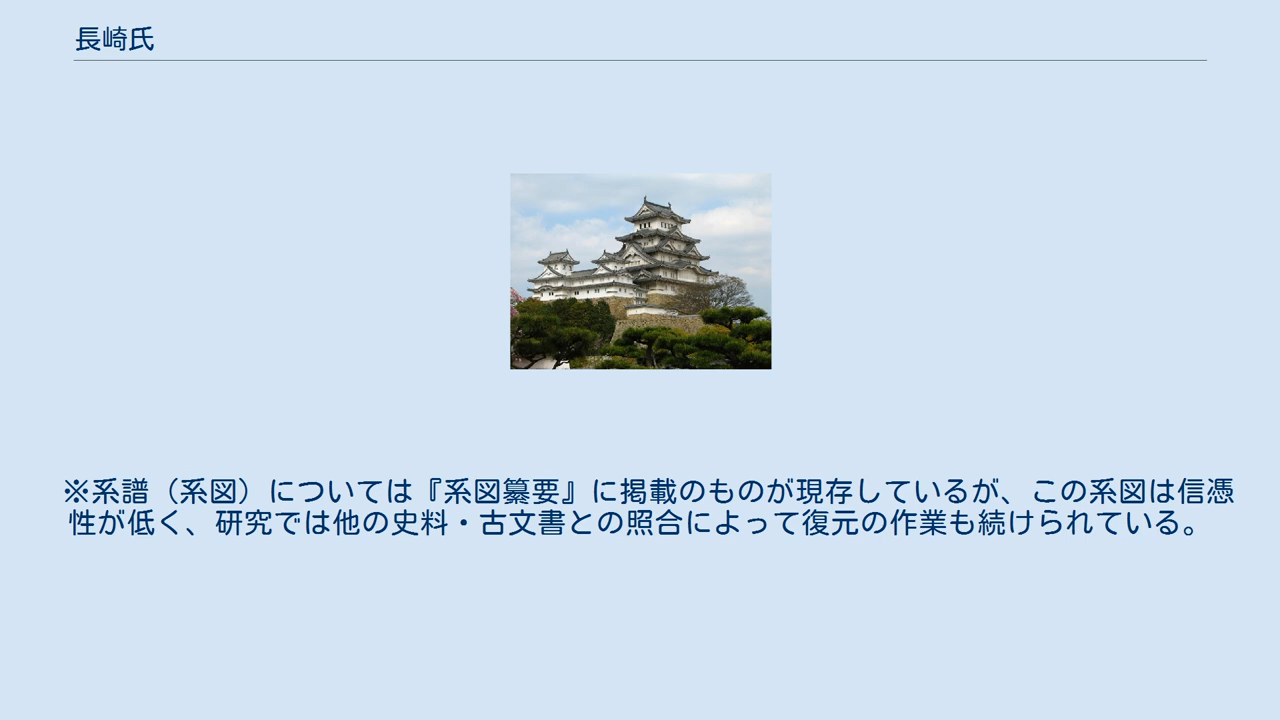 長崎氏
※系譜（系図）については『系図纂要』に掲載のものが現存しているが、この系図は信憑
性が低く、研究では他の史料・古文書との照合によって復元の作業も続けられている。